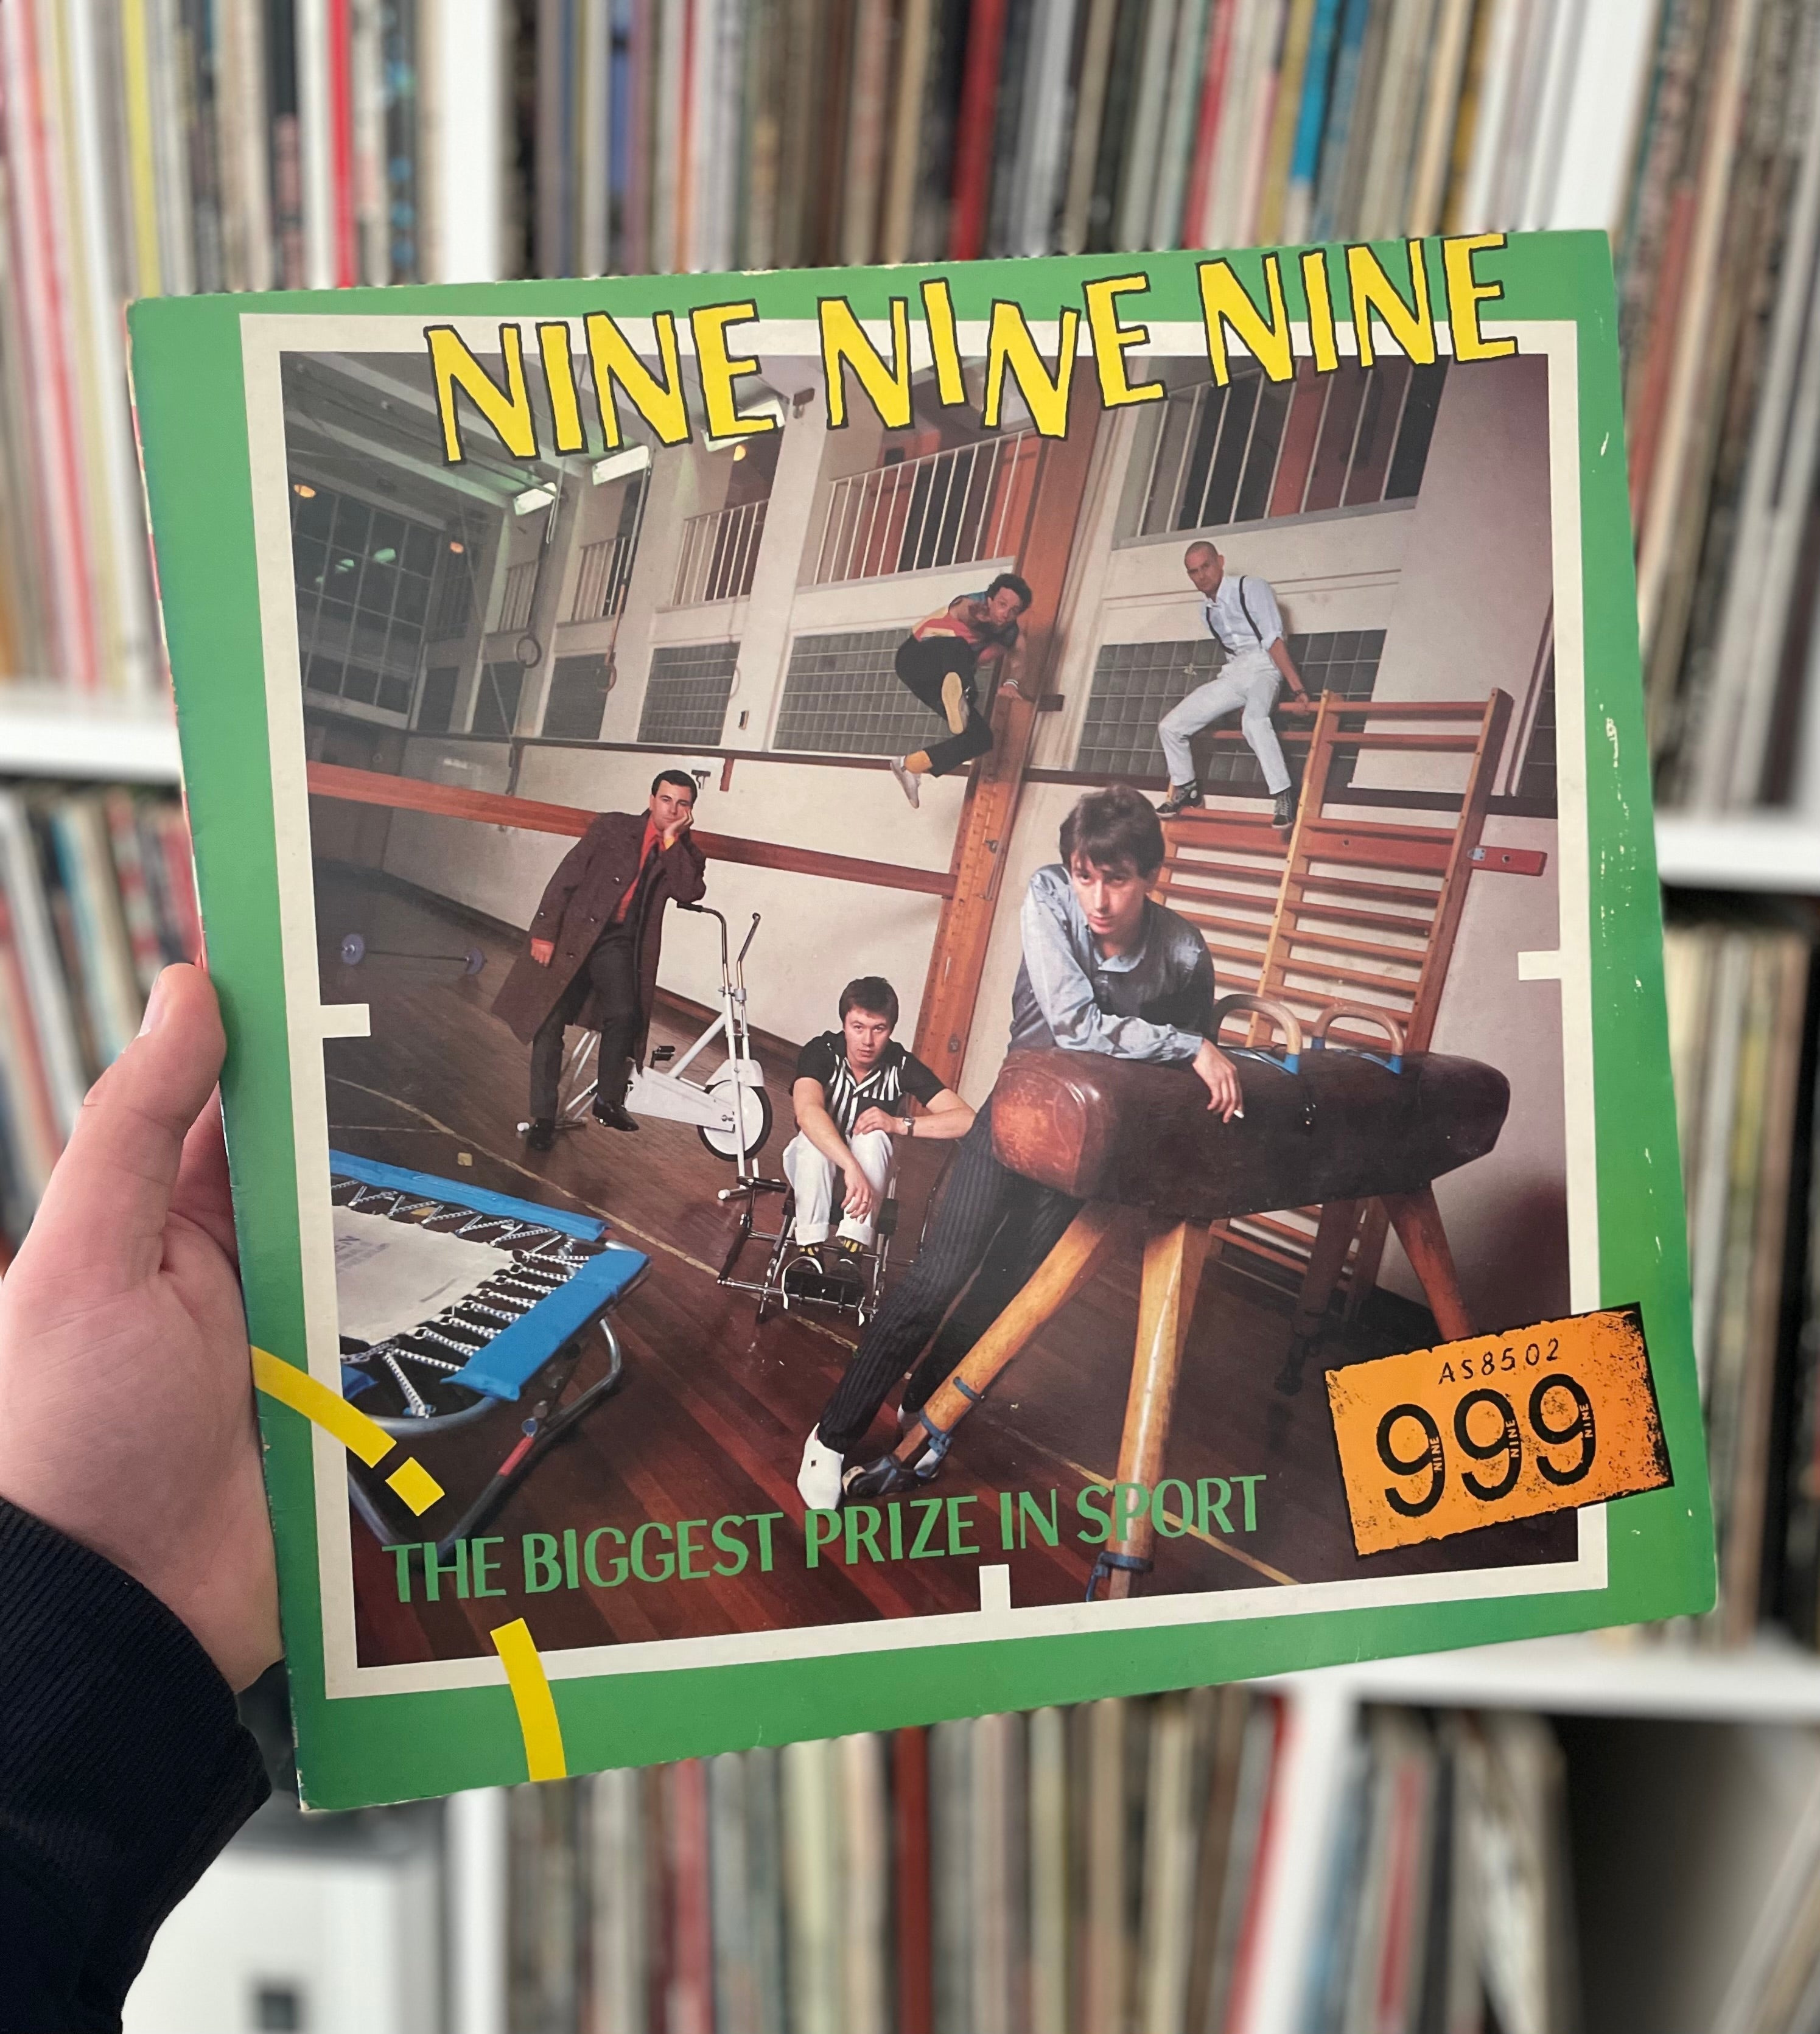 NINE NINE NINE
AS8502
999
NINE NINE NINE
THE BIGGEST PRIZE IN SPORT